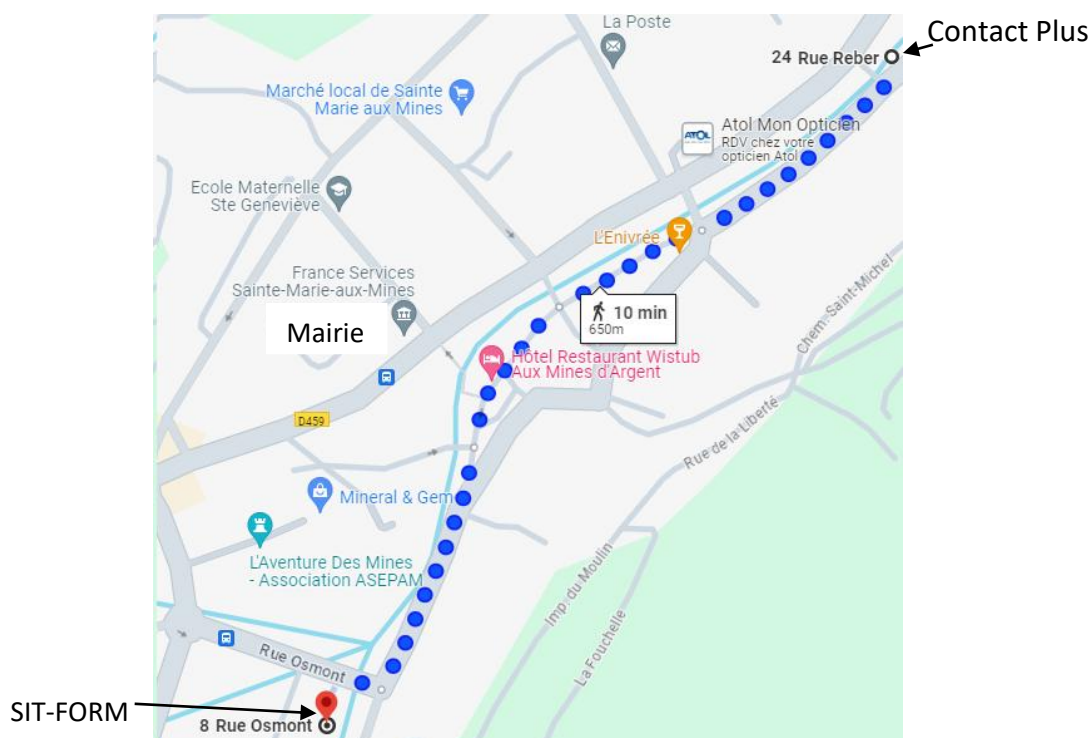 Contact Plus
La Poste
24 Rue Reber
Marché local de Sainte
Marie aux Mines
ATOL
Atol Mon Opticien
RDV chez votre
opticien Atol
Ecole Maternelle
Ste Geneviève
L'Enivrée
France Services
Sainte-Marie-aux-Mines
Mairie
10 min
650m
Chem. Saint-Michel
Hôtel Restaurant Wistub
Aux Mines d'Argent
D459
Rue de la Liberté
Mineral & Gem
L'Aventure Des Mines
- Association ASEPAM
Imp. du Moulin
La Fouchelle
Rue Osmont
SIT-FORM
8 Rue Osmont